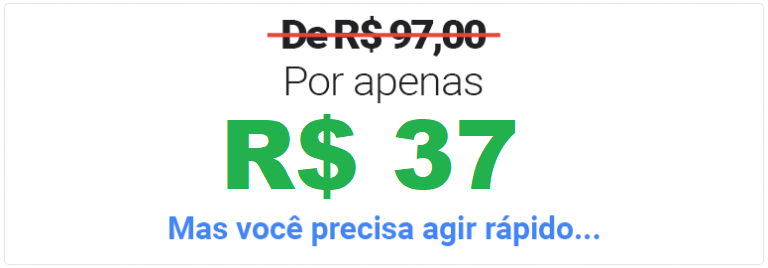 De R$ 97,00
Por apenas
R$ 37
Mas você precisa agir rápido...